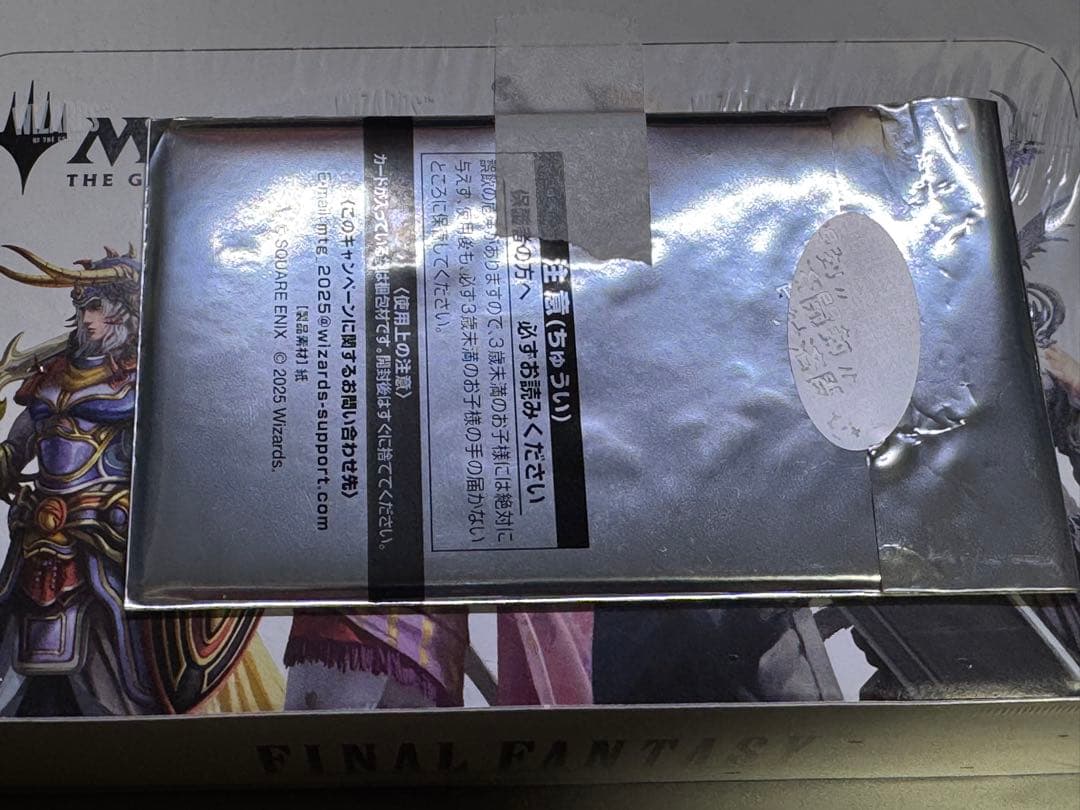 THE G
注意(ちゅうい)
保護者の方へ 必ずお読みください
誤飲の危険がありますので、3歳未満のお子様には絶対に
与えず、使用後も、必ず3歳未満のお子様の手の届かない
ところに保管してください。
〈使用上の注意〉
カードが入っていた梱包材です。開封後はすぐに捨ててください。
〈このキャンペーンに関するお問い合わせ先〉
E-mail:mtg_2025@wizards-support.com
【製品素材】紙
© SQUARE ENIX © 2025 Wizards.
FINAL FANTASY